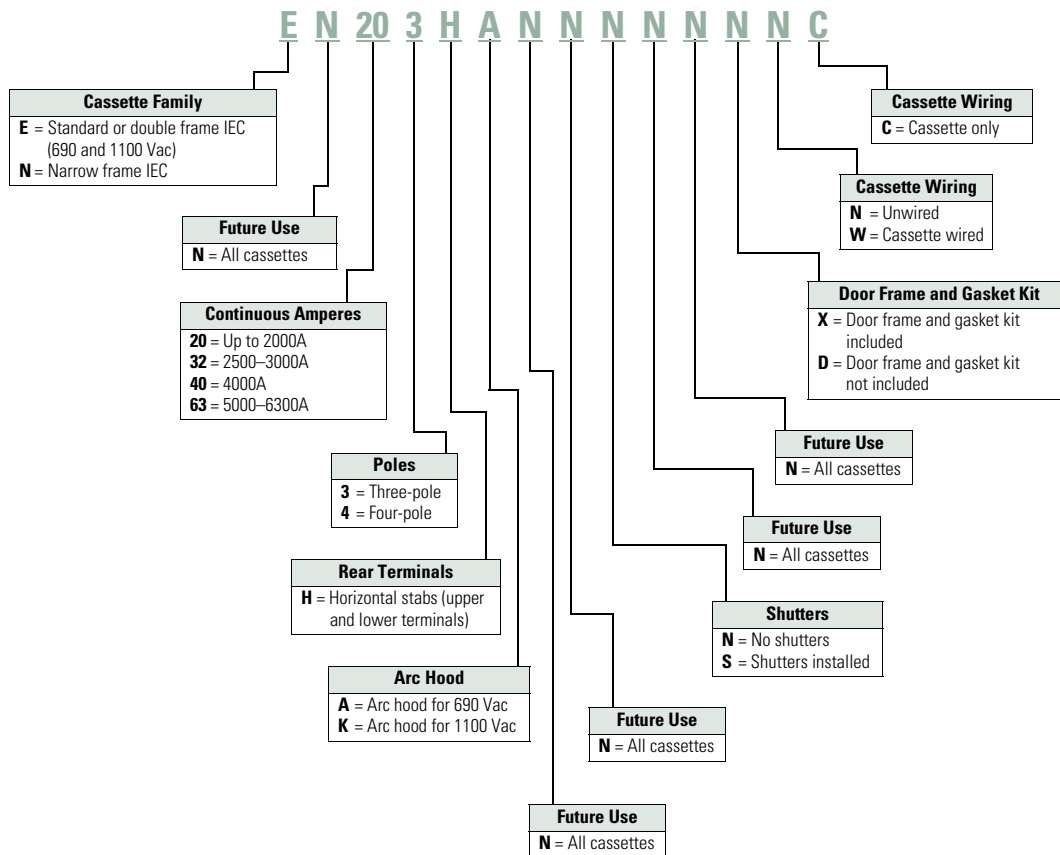 E N 20 3 H A N N N N N N N C
Cassette Family
E = Standard or double frame IEC
(690 and 1100 Vac)
N = Narrow frame IEC
Cassette Wiring
C = Cassette only
Cassette Wiring
N = Unwired
W = Cassette wired
Future Use
N = All cassettes
Door Frame and Gasket Kit
X = Door frame and gasket kit
included
D = Door frame and gasket kit
not included
Continuous Amperes
20 = Up to 2000A
32 = 2500–3000A
40 = 4000A
63 = 5000–6300A
Future Use
N = All cassettes
Poles
3 = Three-pole
4 = Four-pole
Future Use
N = All cassettes
Rear Terminals
H = Horizontal stabs (upper
and lower terminals)
Shutters
N = No shutters
S = Shutters installed
Arc Hood
A = Arc hood for 690 Vac
K = Arc hood for 1100 Vac
Future Use
N = All cassettes
Future Use
N = All cassettes